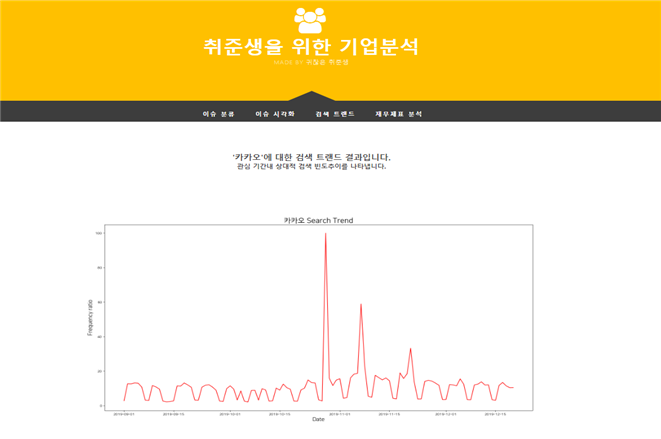 취준생을 위한 기업분석
MADE BY 귀찮은 취준생
이슈 분류 이슈 시각화 검색 트렌드 재무제표 분석
'카카오'에 대한 검색 트렌드 결과입니다.
관심 기간내 상대적 검색 빈도추이를 나타냅니다.
카카오 Search Trend
Frequency ratio
100
80
60
40
20
0
2019-09-01 2019-09-15 2019-10-01 2019-10-15 2019-11-01 2019-11-15 2019-12-01 2019-12-15
Date